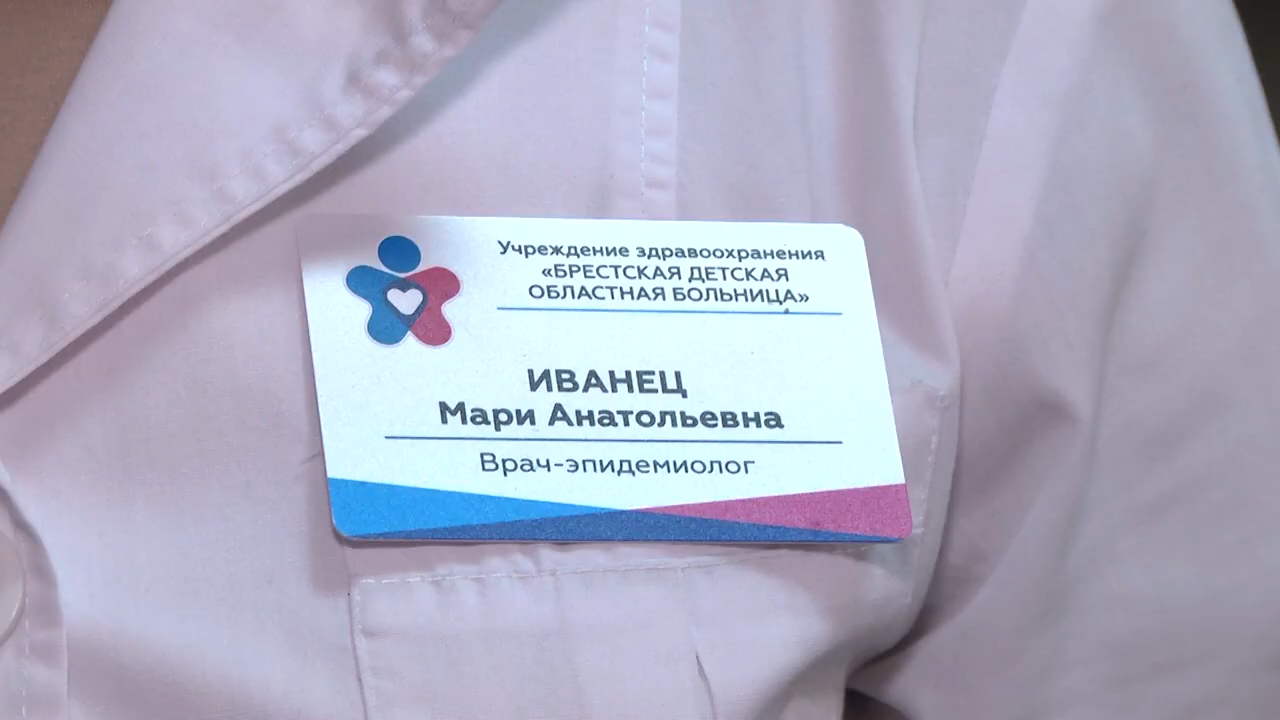 Учреждение здравоохранения
«БРЕСТСКАЯ ДЕТСКАЯ
ОБЛАСТНАЯ БОЛЬНИЦА»
ИВАНЕЦ
Мари Анатольевна
Врач-эпидемиолог